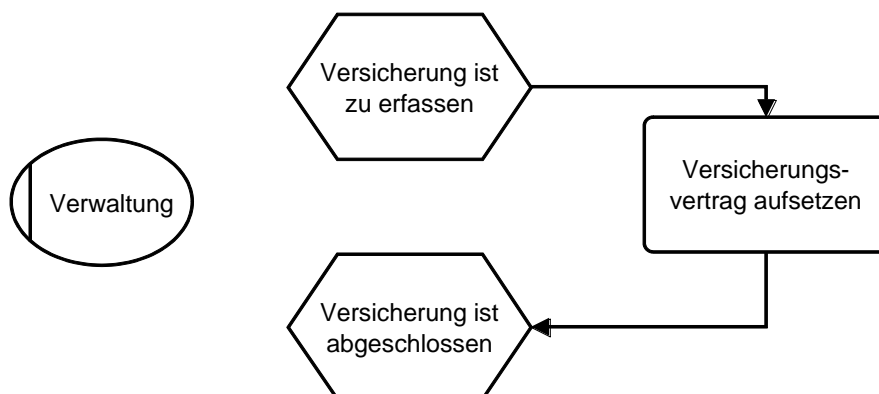 Versicherung ist
zu erfassen
Versicherungs-
vertrag aufsetzen
Verwaltung
Versicherung ist
abgeschlossen